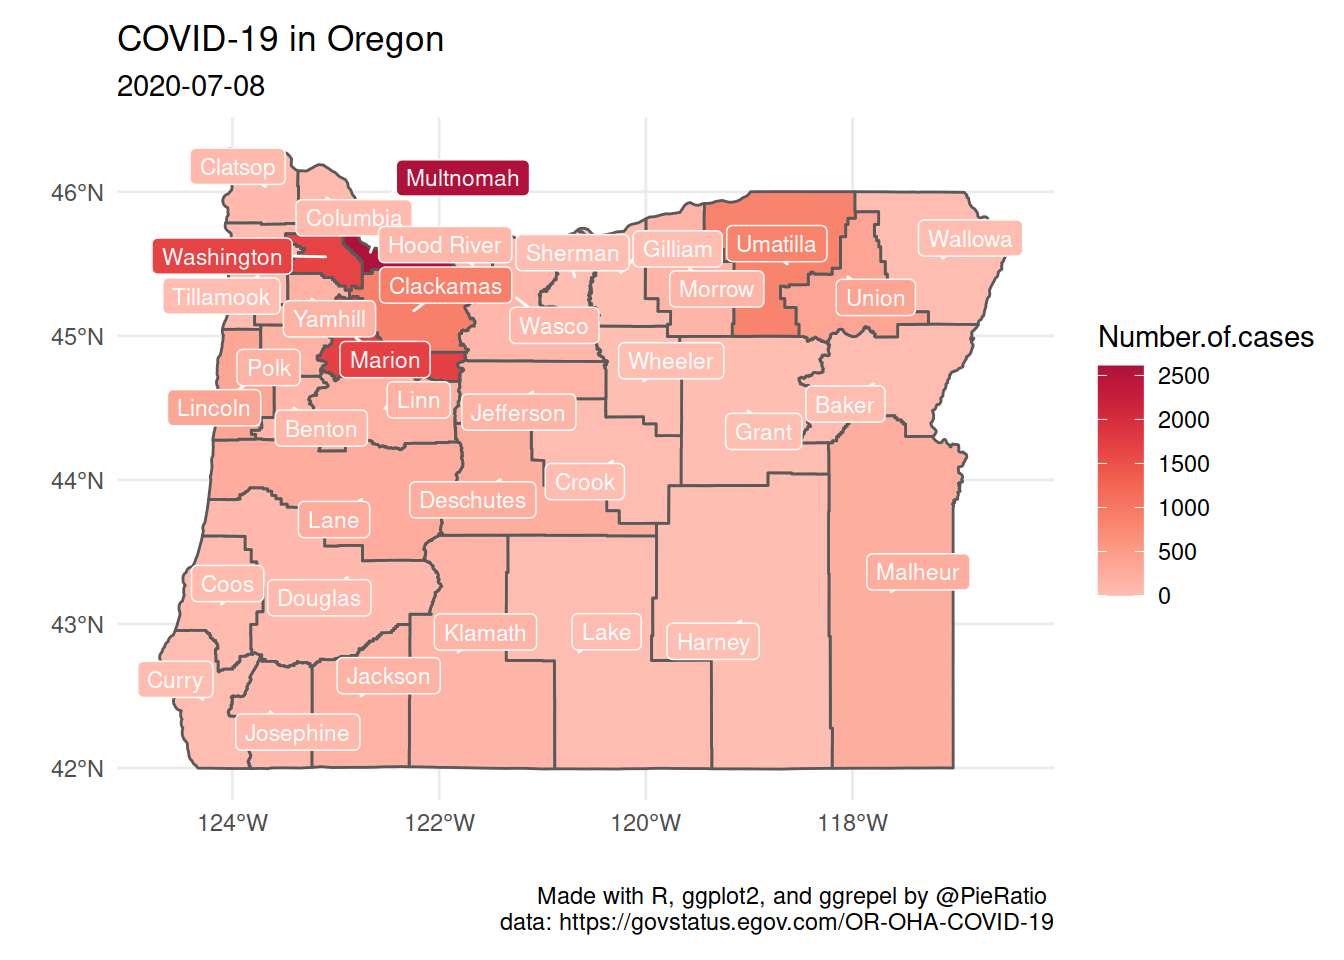 COVID-19 in Oregon
2020-07-08
46°N
45°N
44°N
43°N
42°N
124°W
122°W
120°W
118°W
Clatsop
Multnomah
Columbia
Washington
Hood River
Sherman
Gilliam
Umatilla
Wallowa
Tillamook
Clackamas
Morrow
Union
Yamhill
Wasco
Polk
Marion
Wheeler
Lincoln
Linn
Jefferson
Baker
Benton
Grant
Crook
Deschutes
Lane
Malheur
Coos
Douglas
Klamath
Lake
Harney
Curry
Jackson
Josephine
Number.of.cases
2500
2000
1500
1000
500
0
Made with R, ggplot2, and ggrepel by @PieRatio
data: https://govstatus.egov.com/OR-OHA-COVID-19